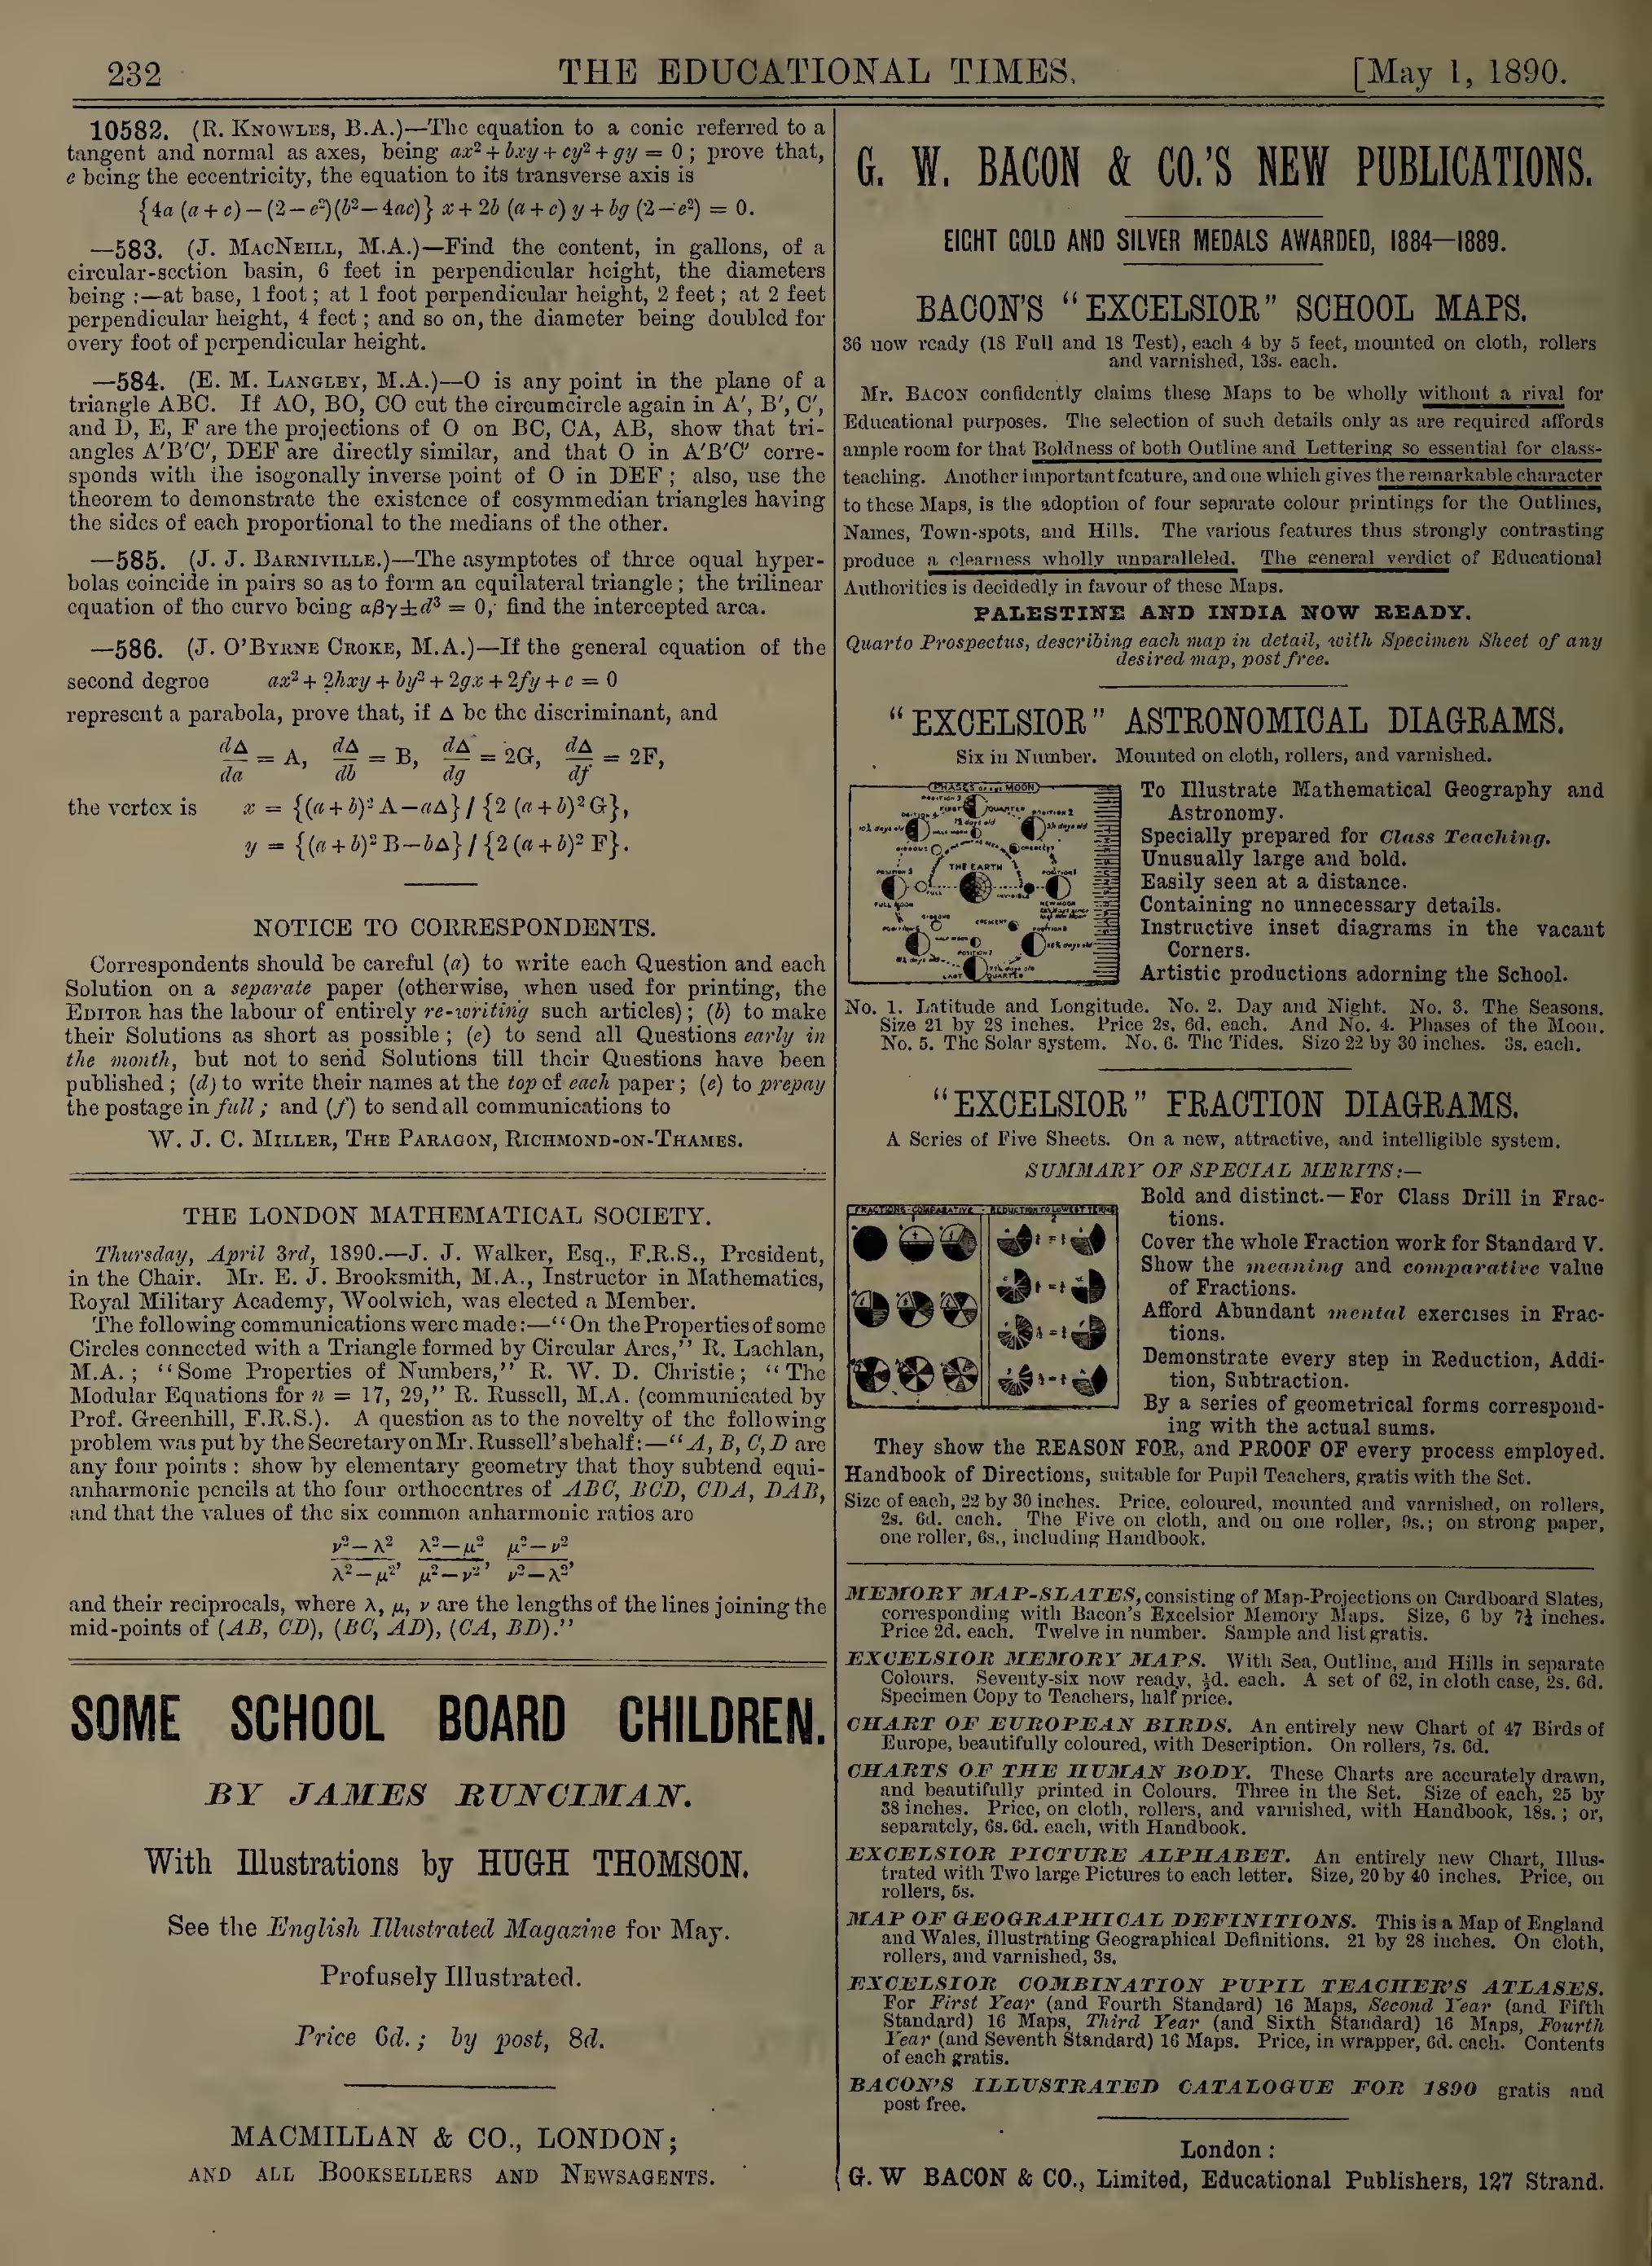 232
THE EDUCATIONAL TIMES.
[May 1, 1890.
10582. (R. KNOWLES, B.A.)—The equation to a conic referred to a
tangent and normal as axes, being ax² + bxy + cy² + gy = 0; prove that,
e being the eccentricity, the equation to its transverse axis is
{4a (a + c) − (2 − e²)(b² − 4ac)} x + 2b (a + c) y + bg (2 − e²) = 0.
—583. (J. MACNEILL, M.A.)—Find the content, in gallons, of a
circular-section basin, 6 feet in perpendicular height, the diameters
being :—at base, 1 foot; at 1 foot perpendicular height, 2 feet; at 2 feet
perpendicular height, 4 feet; and so on, the diameter being doubled for
every foot of perpendicular height.
—584. (E. M. LANGLEY, M.A.)—O is any point in the plane of a
triangle ABC. If AO, BO, CO cut the circumcircle again in A′, B′, C′,
and D, E, F are the projections of O on BC, CA, AB, show that tri-
angles A′B′C′, DEF are directly similar, and that O in A′B′C′ corre-
sponds with the isogonally inverse point of O in DEF; also, use the
theorem to demonstrate the existence of cosymmedian triangles having
the sides of each proportional to the medians of the other.
—585. (J. J. BARNIVILLE.)—The asymptotes of three equal hyper-
bolas coincide in pairs so as to form an equilateral triangle; the trilinear
equation of the curve being αβγ ± d³ = 0, find the intercepted area.
—586. (J. O'BYRNE CROKE, M.A.)—If the general equation of the
second degree ax² + 2hxy + by² + 2gx + 2fy + c = 0
represent a parabola, prove that, if Δ be the discriminant, and
dΔ/da = A, dΔ/db = B, dΔ/dg = 2G, dΔ/df = 2F,
the vertex is x = {(a + b)² A − aΔ} / {2 (a + b)² G},
y = {(a + b)² B − bΔ} / {2 (a + b)² F}.
NOTICE TO CORRESPONDENTS.
Correspondents should be careful (a) to write each Question and each
Solution on a separate paper (otherwise, when used for printing, the
EDITOR has the labour of entirely re-writing such articles); (b) to make
their Solutions as short as possible; (c) to send all Questions early in
the month, but not to send Solutions till their Questions have been
published; (d) to write their names at the top of each paper; (e) to prepay
the postage in full; and (f) to send all communications to
W. J. C. MILLER, THE PARAGON, RICHMOND-ON-THAMES.
THE LONDON MATHEMATICAL SOCIETY.
Thursday, April 3rd, 1890.—J. J. Walker, Esq., F.R.S., President,
in the Chair. Mr. E. J. Brooksmith, M.A., Instructor in Mathematics,
Royal Military Academy, Woolwich, was elected a Member.
The following communications were made:—"On the Properties of some
Circles connected with a Triangle formed by Circular Arcs," R. Lachlan,
M.A.; "Some Properties of Numbers," R. W. D. Christie; "The
Modular Equations for n = 17, 29," R. Russell, M.A. (communicated by
Prof. Greenhill, F.R.S.). A question as to the novelty of the following
problem was put by the Secretary on Mr. Russell's behalf:—"A, B, C, D are
any four points: show by elementary geometry that they subtend equi-
anharmonic pencils at the four orthocentres of ABC, BCD, CDA, DAB,
and that the values of the six common anharmonic ratios are
(ν² − λ²)/(λ² − μ²), (λ² − μ²)/(μ² − ν²), (μ² − ν²)/(ν² − λ²),
and their reciprocals, where λ, μ, ν are the lengths of the lines joining the
mid-points of (AB, CD), (BC, AD), (CA, BD)."
SOME SCHOOL BOARD CHILDREN.
BY JAMES RUNCIMAN.
With Illustrations by HUGH THOMSON.
See the English Illustrated Magazine for May.
Profusely Illustrated.
Price 6d.; by post, 8d.
MACMILLAN & CO., LONDON;
AND ALL BOOKSELLERS AND NEWSAGENTS.
G. W. BACON & CO.'S NEW PUBLICATIONS.
EIGHT GOLD AND SILVER MEDALS AWARDED, 1884—1889.
BACON'S "EXCELSIOR" SCHOOL MAPS.
36 now ready (18 Full and 18 Test), each 4 by 5 feet, mounted on cloth, rollers
and varnished, 13s. each.
Mr. BACON confidently claims these Maps to be wholly without a rival for
Educational purposes. The selection of such details only as are required affords
ample room for that Boldness of both Outline and Lettering so essential for class-
teaching. Another important feature, and one which gives the remarkable character
to these Maps, is the adoption of four separate colour printings for the Outlines,
Names, Town-spots, and Hills. The various features thus strongly contrasting
produce a clearness wholly unparalleled. The general verdict of Educational
Authorities is decidedly in favour of these Maps.
PALESTINE AND INDIA NOW READY.
Quarto Prospectus, describing each map in detail, with Specimen Sheet of any
desired map, post free.
"EXCELSIOR" ASTRONOMICAL DIAGRAMS.
Six in Number. Mounted on cloth, rollers, and varnished.
PHASES OF THE MOON
THE EARTH
FULL MOON
NEW MOON
To Illustrate Mathematical Geography and
Astronomy.
Specially prepared for Class Teaching.
Unusually large and bold.
Easily seen at a distance.
Containing no unnecessary details.
Instructive inset diagrams in the vacant
Corners.
Artistic productions adorning the School.
No. 1. Latitude and Longitude. No. 2. Day and Night. No. 3. The Seasons.
Size 21 by 28 inches. Price 2s. 6d. each. And No. 4. Phases of the Moon.
No. 5. The Solar system. No. 6. The Tides. Size 22 by 30 inches. 3s. each.
"EXCELSIOR" FRACTION DIAGRAMS.
A Series of Five Sheets. On a new, attractive, and intelligible system.
SUMMARY OF SPECIAL MERITS:—
FRACTIONS - COMPARATIVE - REDUCTION TO LOWEST TERMS
Bold and distinct.—For Class Drill in Frac-
tions.
Cover the whole Fraction work for Standard V.
Show the meaning and comparative value
of Fractions.
Afford Abundant mental exercises in Frac-
tions.
Demonstrate every step in Reduction, Addi-
tion, Subtraction.
By a series of geometrical forms correspond-
ing with the actual sums.
They show the REASON FOR, and PROOF OF every process employed.
Handbook of Directions, suitable for Pupil Teachers, gratis with the Set.
Size of each, 22 by 30 inches. Price, coloured, mounted and varnished, on rollers,
2s. 6d. each. The Five on cloth, and on one roller, 9s.; on strong paper,
one roller, 6s., including Handbook.
MEMORY MAP-SLATES, consisting of Map-Projections on Cardboard Slates,
corresponding with Bacon's Excelsior Memory Maps. Size, 6 by 7½ inches.
Price 2d. each. Twelve in number. Sample and list gratis.
EXCELSIOR MEMORY MAPS. With Sea, Outline, and Hills in separate
Colours. Seventy-six now ready, ½d. each. A set of 62, in cloth case, 2s. 6d.
Specimen Copy to Teachers, half price.
CHART OF EUROPEAN BIRDS. An entirely new Chart of 47 Birds of
Europe, beautifully coloured, with Description. On rollers, 7s. 6d.
CHARTS OF THE HUMAN BODY. These Charts are accurately drawn,
and beautifully printed in Colours. Three in the Set. Size of each, 25 by
38 inches. Price, on cloth, rollers, and varnished, with Handbook, 18s.; or,
separately, 6s. 6d. each, with Handbook.
EXCELSIOR PICTURE ALPHABET. An entirely new Chart, Illus-
trated with Two large Pictures to each letter. Size, 20 by 40 inches. Price, on
rollers, 5s.
MAP OF GEOGRAPHICAL DEFINITIONS. This is a Map of England
and Wales, illustrating Geographical Definitions. 21 by 28 inches. On cloth,
rollers, and varnished, 3s.
EXCELSIOR COMBINATION PUPIL TEACHER'S ATLASES.
For First Year (and Fourth Standard) 16 Maps, Second Year (and Fifth
Standard) 16 Maps, Third Year (and Sixth Standard) 16 Maps, Fourth
Year (and Seventh Standard) 16 Maps. Price, in wrapper, 6d. each. Contents
of each gratis.
BACON'S ILLUSTRATED CATALOGUE FOR 1890 gratis and
post free.
London:
G. W BACON & CO., Limited, Educational Publishers, 127 Strand.